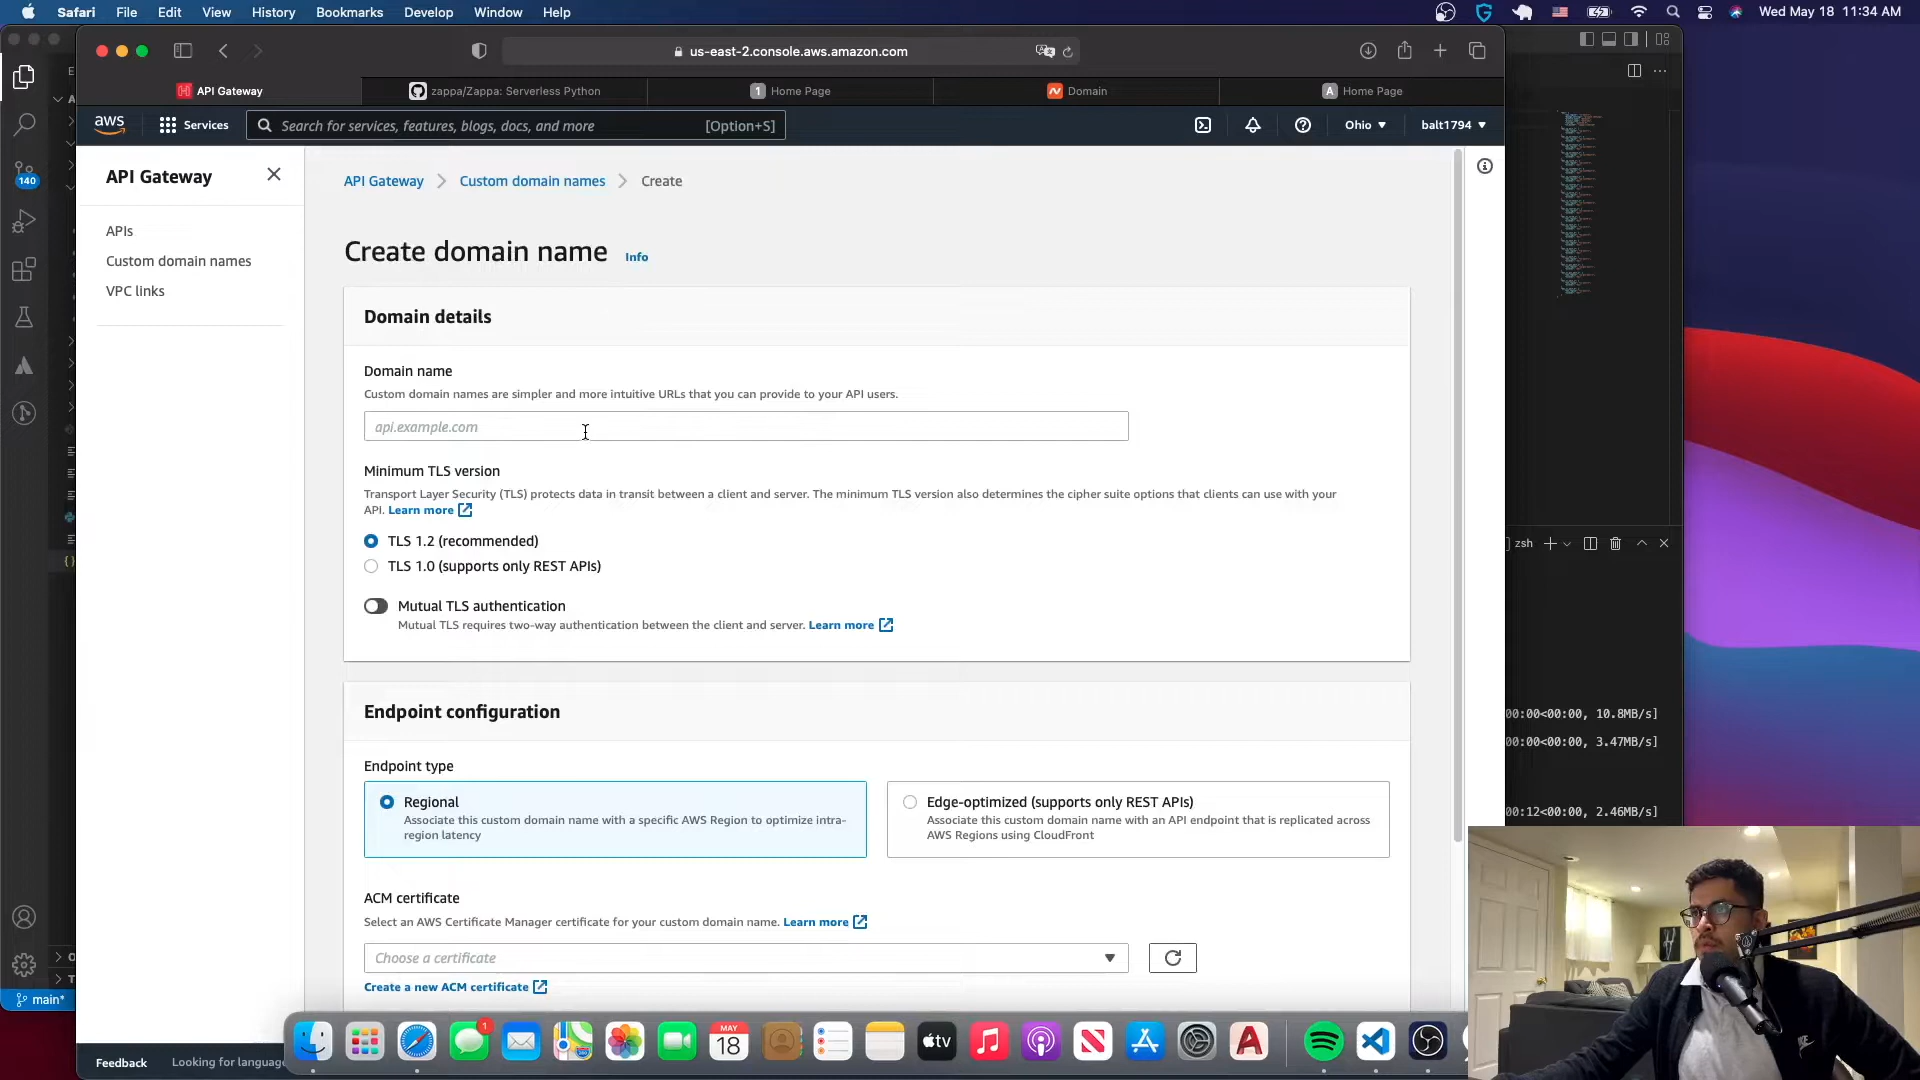 Safari File Edit View History Bookmarks Develop Window Help
Wed May 18 11:34 AM
us-east-2.console.aws.amazon.com
API Gateway
zappa/Zappa: Serverless Python
1 Home Page
Domain
A Home Page
aws Services
Search for services, features, blogs, docs, and more [Option+S]
Ohio
balt1794
140
API Gateway
APIs
Custom domain names
VPC links
API Gateway Custom domain names Create
Create domain name Info
Domain details
Domain name
Custom domain names are simpler and more intuitive URLs that you can provide to your API users.
api.example.com
Minimum TLS version
Transport Layer Security (TLS) protects data in transit between a client and server. The minimum TLS version also determines the cipher suite options that clients can use with your
API. Learn more
TLS 1.2 (recommended)
TLS 1.0 (supports only REST APIs)
Mutual TLS authentication
Mutual TLS requires two-way authentication between the client and server. Learn more
Endpoint configuration
Endpoint type
Regional
Associate this custom domain name with a specific AWS Region to optimize intra-
region latency
Edge-optimized (supports only REST APIs)
Associate this custom domain name with an API endpoint that is replicated across
AWS Regions using CloudFront
ACM certificate
Select an AWS Certificate Manager certificate for your custom domain name. Learn more
Choose a certificate
Create a new ACM certificate
zsh
00:00<00:00, 10.8MB/s]
00:00<00:00, 3.47MB/s]
00:12<00:00, 2.46MB/s]
main*
Feedback
Looking for language
1
MAY
18
tv